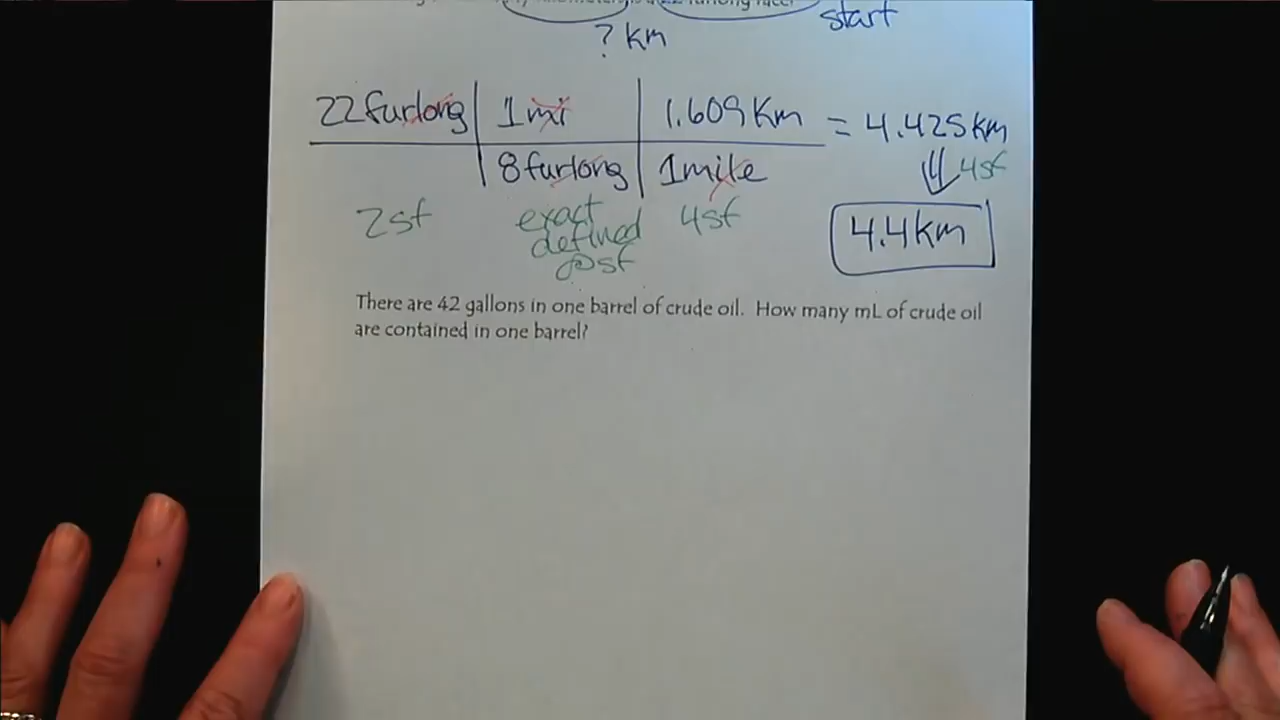 22 furlong
start
? km
22 furlong | 1 mi | 1.609 Km = 4.425 km
8 furlong | 1 mile
4sf
2sf exact 4sf
defined
∞sf
4.4 km
There are 42 gallons in one barrel of crude oil. How many mL of crude oil
are contained in one barrel?